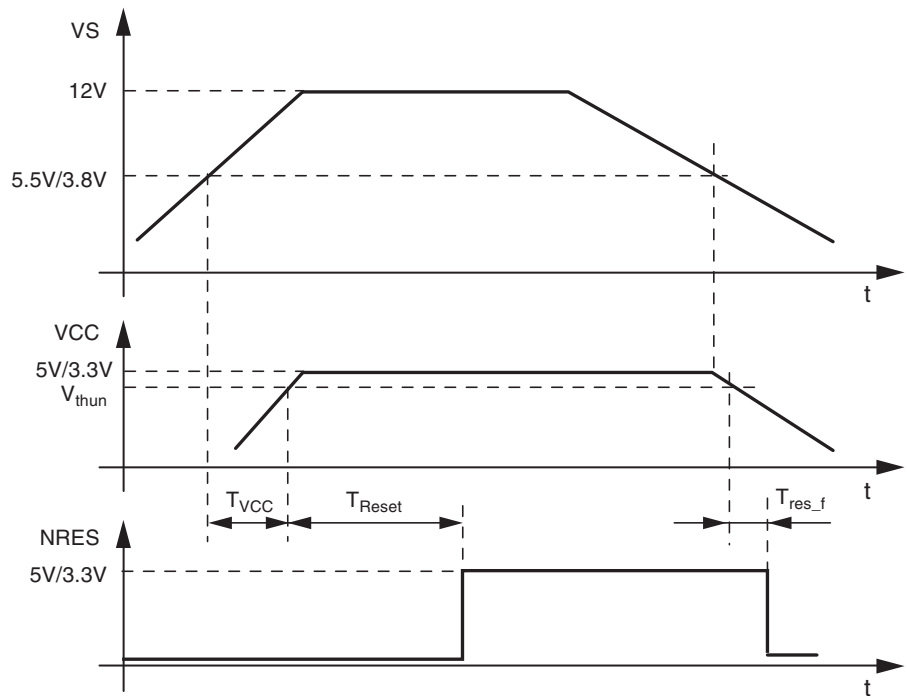 VS
12V
5.5V/3.8V
t
VCC
5V/3.3V
Vthun
t
TVCC TReset Tres_f
NRES
5V/3.3V
t